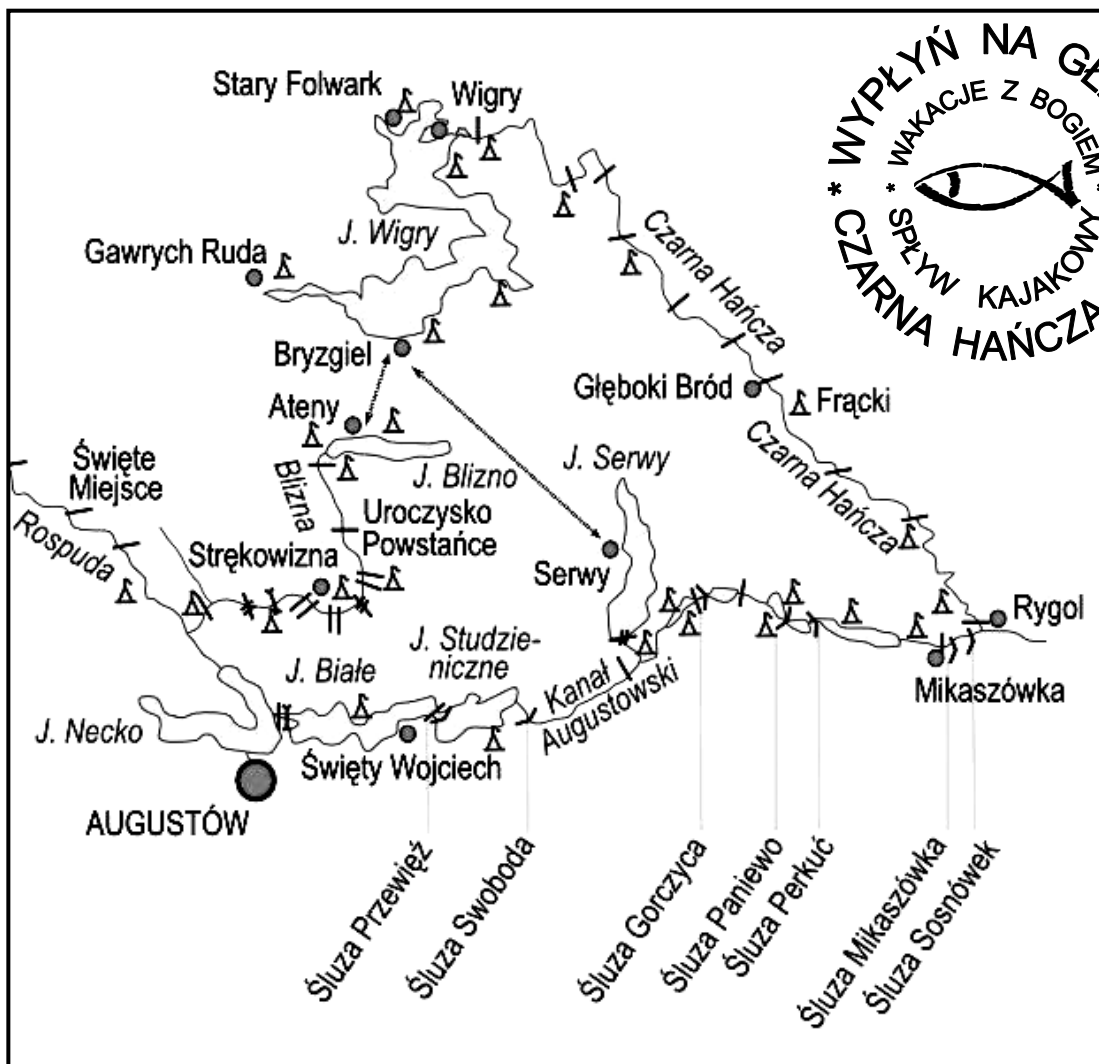 Stary Folwark
Wigry
J. Wigry
Gawrych Ruda
Czarna Hańcza
Bryzgiel
Głęboki Bród
Frącki
Ateny
J. Blizno
J. Serwy
Czarna Hańcza
Święte
Miejsce
Blizna
Uroczysko
Powstańce
Rospuda
Strękowizna
Serwy
Rygol
J. Studzie-
niczne
J. Białe
Kanał
Augustowski
Mikaszówka
J. Necko
Święty Wojciech
AUGUSTÓW
Śluza Przewięź
Śluza Swoboda
Śluza Gorczyca
Śluza Paniewo
Śluza Perkuć
Śluza Mikaszówka
Śluza Sosnówek
* WYPŁYŃ NA
* WAKACJE Z BOGIEM *
* SPŁYW KAJAKOWY
* CZARNA HAŃCZA